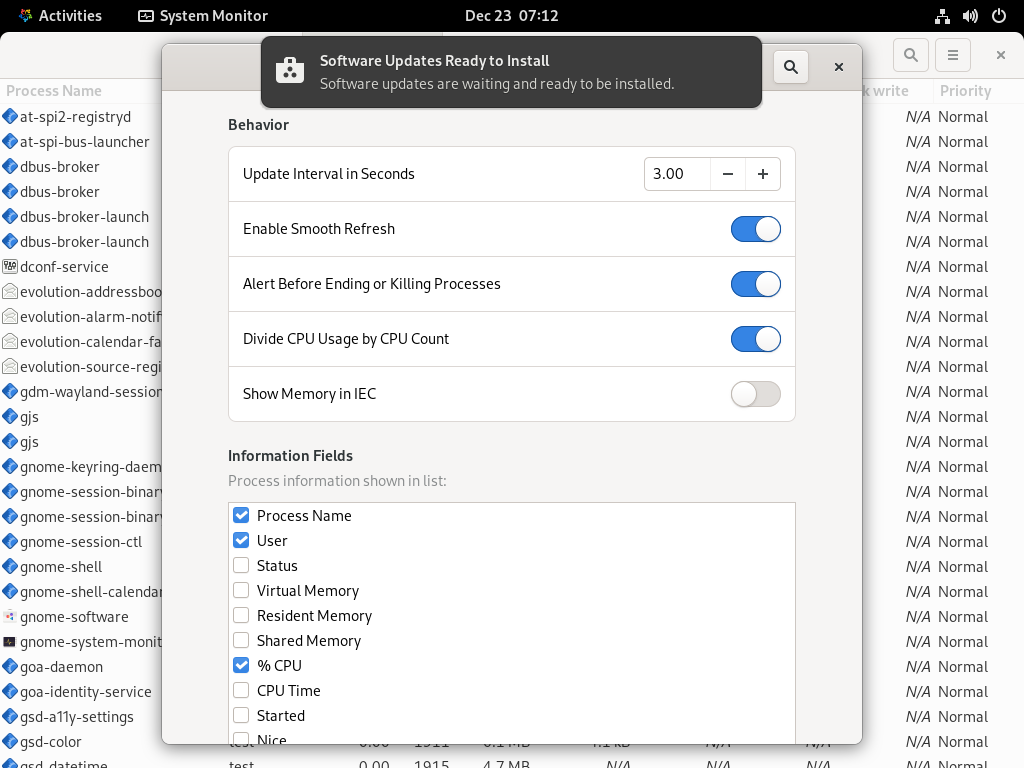 Activities
System Monitor
Dec 23 07:12
Software Updates Ready to Install
Software updates are waiting and ready to be installed.
Process Name
k write
Priority
at-spi2-registryd N/A Normal
at-spi-bus-launcher N/A Normal
dbus-broker N/A Normal
dbus-broker N/A Normal
dbus-broker-launch N/A Normal
dbus-broker-launch N/A Normal
dconf-service N/A Normal
evolution-addressboo N/A Normal
evolution-alarm-notif N/A Normal
evolution-calendar-fa N/A Normal
evolution-source-regi N/A Normal
gdm-wayland-session N/A Normal
gjs N/A Normal
gjs N/A Normal
gnome-keyring-daem N/A Normal
gnome-session-binary N/A Normal
gnome-session-binary N/A Normal
gnome-session-ctl N/A Normal
gnome-shell N/A Normal
gnome-shell-calendar N/A Normal
gnome-software N/A Normal
gnome-system-monit N/A Normal
goa-daemon N/A Normal
goa-identity-service N/A Normal
gsd-a11y-settings N/A Normal
gsd-color test 0.00 1911 N/A N/A N/A Normal
gsd-datetime test 0.00 1915 4.7 MB N/A N/A N/A Normal
Behavior
Update Interval in Seconds 3.00
Enable Smooth Refresh
Alert Before Ending or Killing Processes
Divide CPU Usage by CPU Count
Show Memory in IEC
Information Fields
Process information shown in list:
Process Name
User
Status
Virtual Memory
Resident Memory
Shared Memory
% CPU
CPU Time
Started
Nice